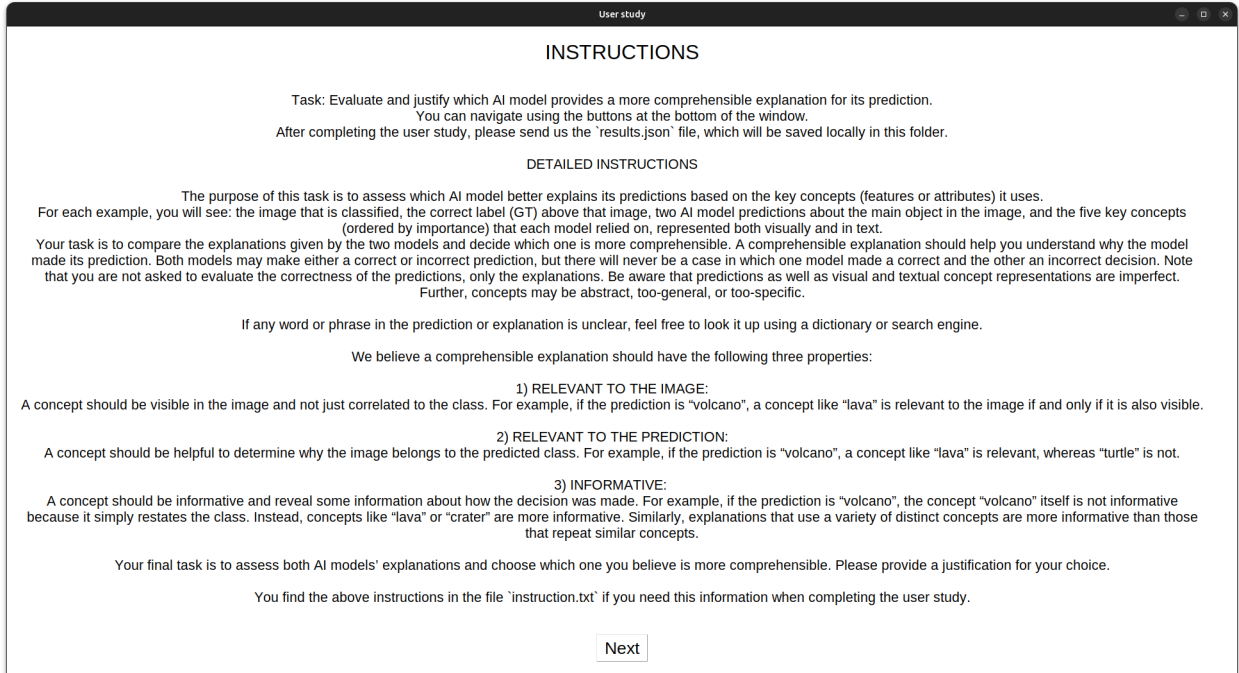 User study
INSTRUCTIONS
Task: Evaluate and justify which AI model provides a more comprehensible explanation for its prediction.
You can navigate using the buttons at the bottom of the window.
After completing the user study, please send us the `results.json` file, which will be saved locally in this folder.
DETAILED INSTRUCTIONS
The purpose of this task is to assess which AI model better explains its predictions based on the key concepts (features or attributes) it uses.
For each example, you will see: the image that is classified, the correct label (GT) above that image, two AI model predictions about the main object in the image, and the five key concepts
(ordered by importance) that each model relied on, represented both visually and in text.
Your task is to compare the explanations given by the two models and decide which one is more comprehensible. A comprehensible explanation should help you understand why the model
made its prediction. Both models may make either a correct or incorrect prediction, but there will never be a case in which one model made a correct and the other an incorrect decision. Note
that you are not asked to evaluate the correctness of the predictions, only the explanations. Be aware that predictions as well as visual and textual concept representations are imperfect.
Further, concepts may be abstract, too-general, or too-specific.
If any word or phrase in the prediction or explanation is unclear, feel free to look it up using a dictionary or search engine.
We believe a comprehensible explanation should have the following three properties:
1) RELEVANT TO THE IMAGE:
A concept should be visible in the image and not just correlated to the class. For example, if the prediction is “volcano”, a concept like “lava” is relevant to the image if and only if it is also visible.
2) RELEVANT TO THE PREDICTION:
A concept should be helpful to determine why the image belongs to the predicted class. For example, if the prediction is “volcano”, a concept like “lava” is relevant, whereas “turtle” is not.
3) INFORMATIVE:
A concept should be informative and reveal some information about how the decision was made. For example, if the prediction is “volcano”, the concept “volcano” itself is not informative
because it simply restates the class. Instead, concepts like “lava” or “crater” are more informative. Similarly, explanations that use a variety of distinct concepts are more informative than those
that repeat similar concepts.
Your final task is to assess both AI models’ explanations and choose which one you believe is more comprehensible. Please provide a justification for your choice.
You find the above instructions in the file `instruction.txt` if you need this information when completing the user study.
Next